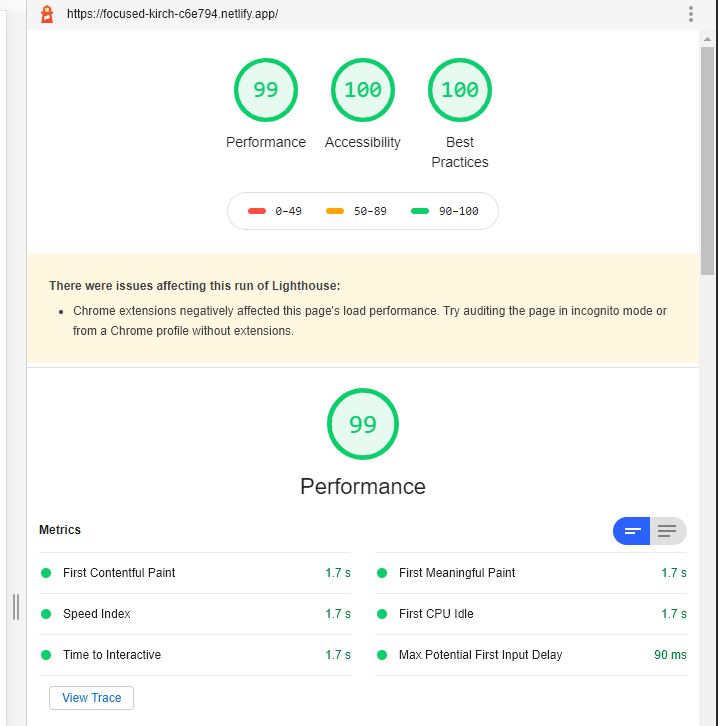 https://focused-kirch-c6e794.netlify.app/
99
100
100
Performance
Accessibility
Best
Practices
0–49
50–89
90–100
There were issues affecting this run of Lighthouse:
Chrome extensions negatively affected this page's load performance. Try auditing the page in incognito mode or
from a Chrome profile without extensions.
99
Performance
Metrics
First Contentful Paint 1.7 s
First Meaningful Paint 1.7 s
Speed Index 1.7 s
First CPU Idle 1.7 s
Time to Interactive 1.7 s
Max Potential First Input Delay 90 ms
View Trace